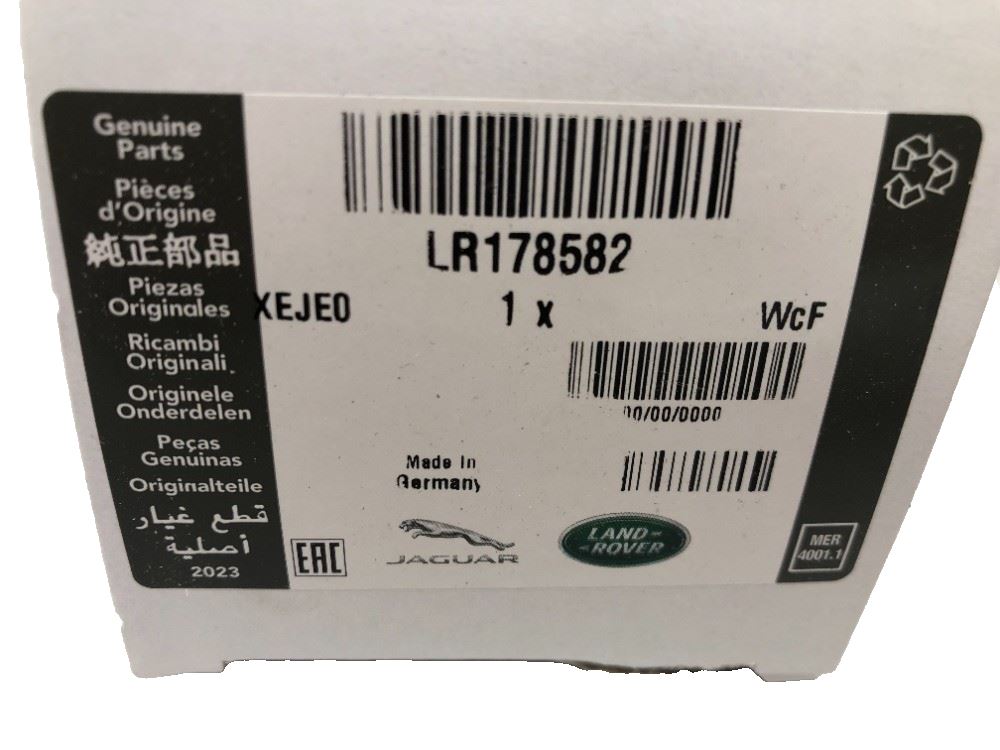 Genuine
Parts
Pièces
d'Origine
純正部品
Piezas
Originales
Ricambi
Originali
Originele
Onderdelen
Peças
Genuinas
Originalteile
قطع غيار
أصلية
2023
LR178582
XEJE0 1 x WcF
00/00/0000
Made In
Germany
EAC
JAGUAR
LAND-
-ROVER
MER
4001.1